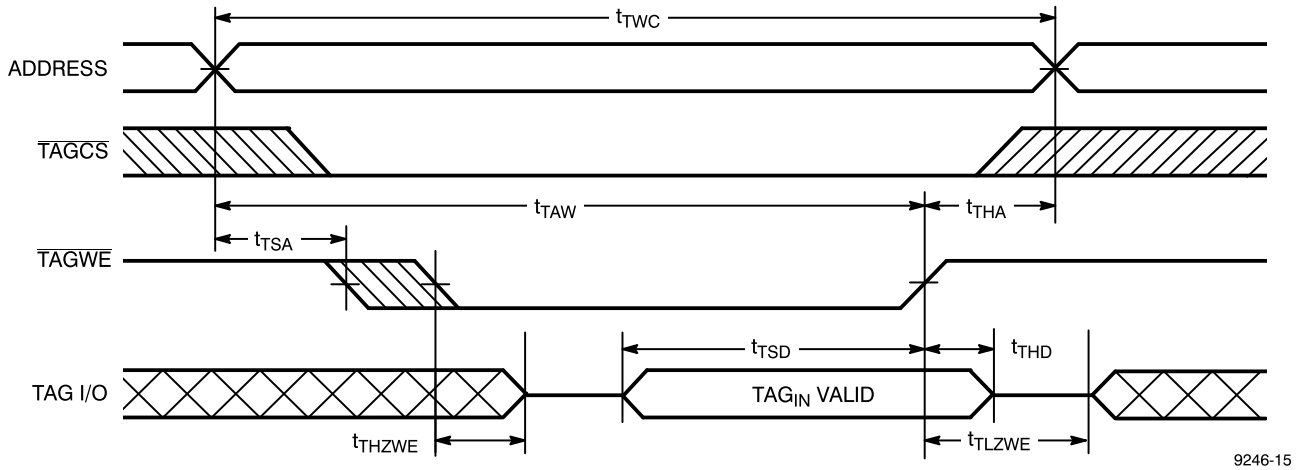 tTWC
ADDRESS
TAGCS
tTAW
tTHA
tTSA
TAGWE
tTSD
tTHD
TAG I/O
TAGIN VALID
tTHZWE
tTLZWE
9246-15